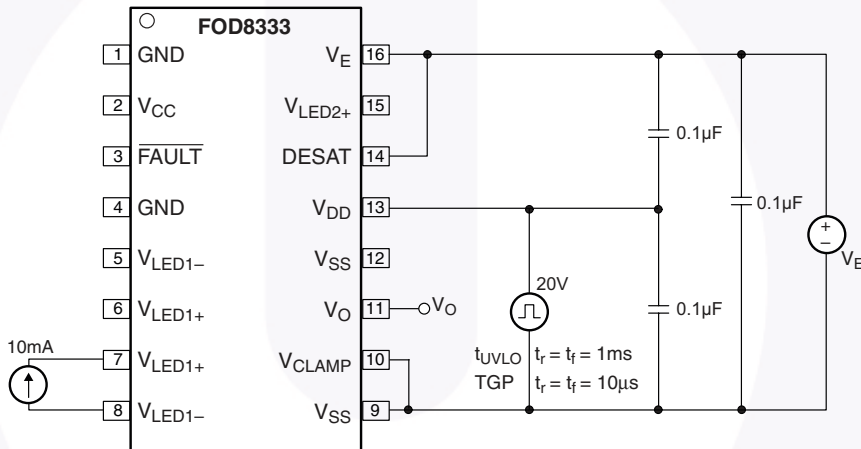 FOD8333
1 GND
2 VCC
3 FAULT
4 GND
5 VLED1–
6 VLED1+
7 VLED1+
8 VLED1–
10mA
VE 16
VLED2+ 15
DESAT 14
VDD 13
VSS 12
VO 11
VCLAMP 10
VSS 9
VO
20V
tUVLO tr = tf = 1ms
TGP tr = tf = 10µs
0.1µF
0.1µF
0.1µF
+
–
VE